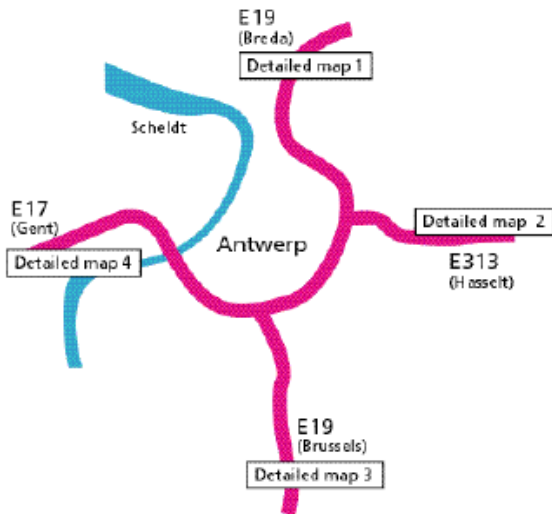 E19
(Breda)
Detailed map 1
Scheldt
E17
(Gent)
Detailed map 4
Antwerp
Detailed map 2
E313
(Hasselt)
E19
(Brussels)
Detailed map 3